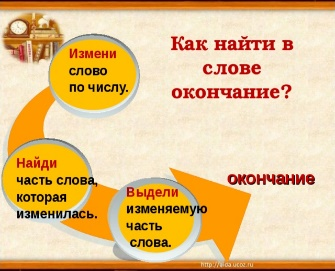 Как найти в
слове
окончание?
Измени
слово
по числу.
Найди
часть слова,
которая
изменилась.
Выдели
изменяемую
часть
слова.
окончание